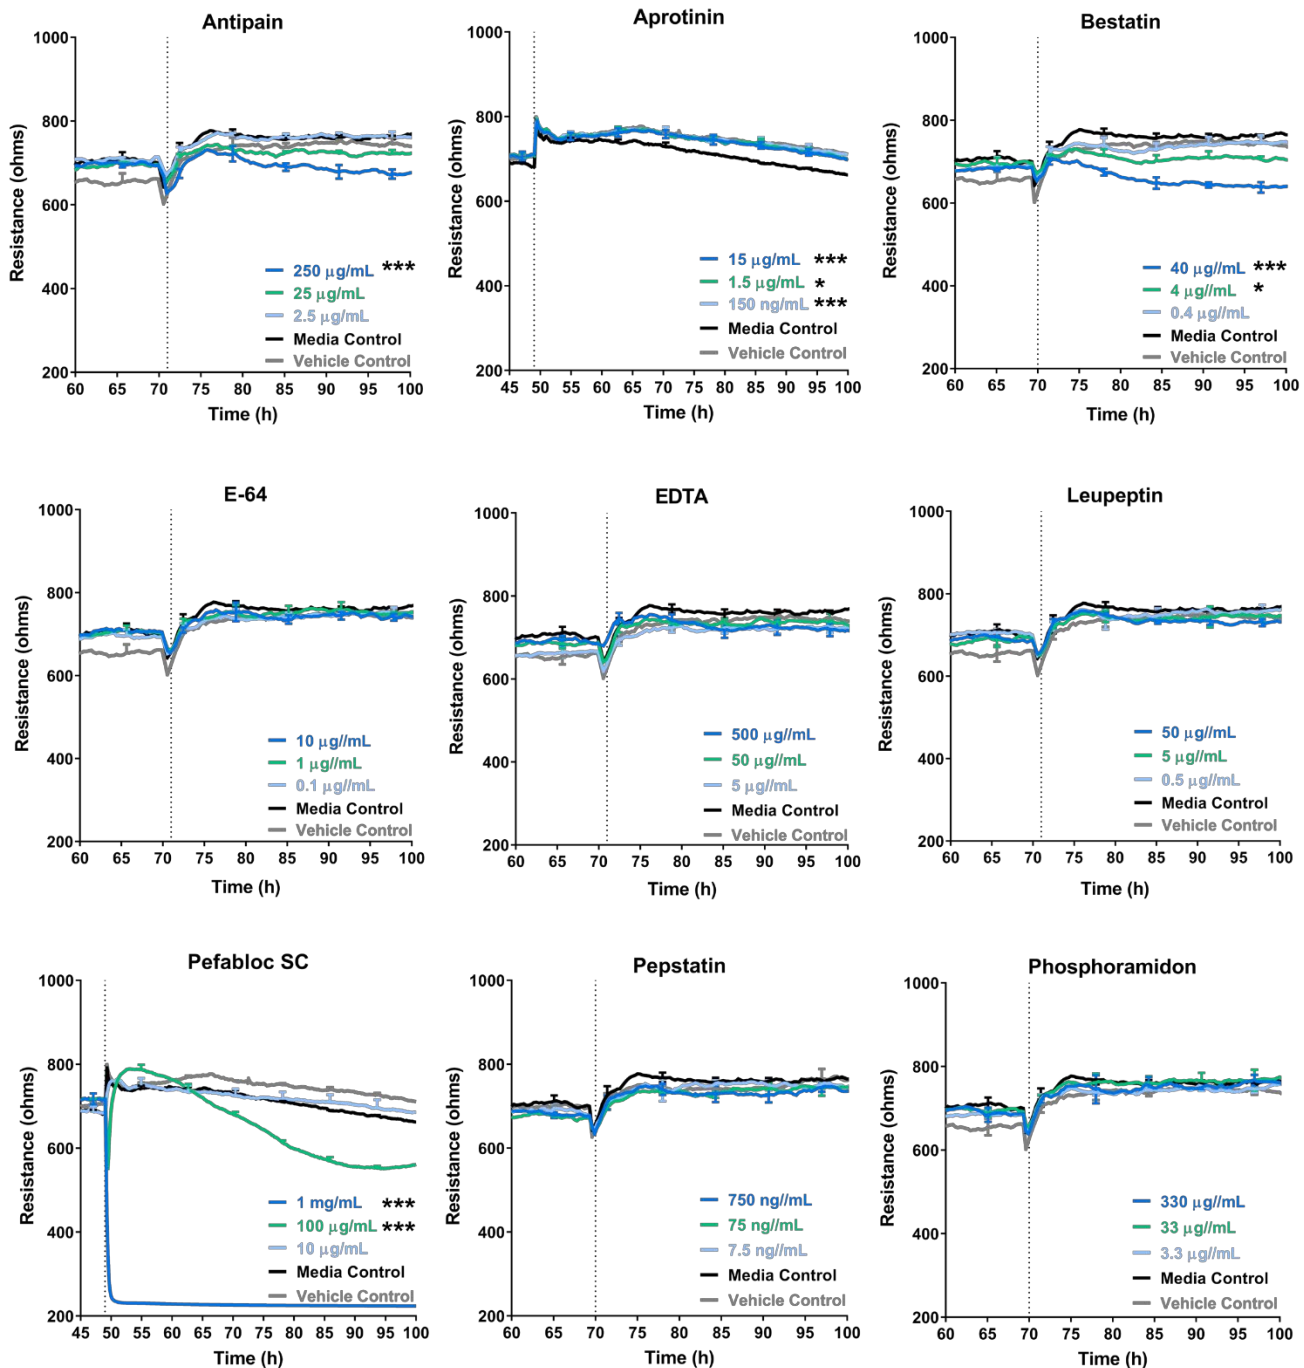 Antipain
1000
800
600
400
200
Resistance (ohms)
250 μg/mL ***
25 μg/mL
2.5 μg/mL
Media Control
Vehicle Control
60 65 70 75 80 85 90 95 100
Time (h)
Aprotinin
1000
800
600
400
200
Resistance (ohms)
15 μg/mL ***
1.5 μg/mL *
150 ng/mL ***
Media Control
Vehicle Control
45 50 55 60 65 70 75 80 85 90 95 100
Time (h)
Bestatin
1000
800
600
400
200
Resistance (ohms)
40 μg//mL ***
4 μg//mL *
0.4 μg//mL
Media Control
Vehicle Control
60 65 70 75 80 85 90 95 100
Time (h)
E-64
1000
800
600
400
200
Resistance (ohms)
10 μg//mL
1 μg//mL
0.1 μg//mL
Media Control
Vehicle Control
60 65 70 75 80 85 90 95 100
Time (h)
EDTA
1000
800
600
400
200
Resistance (ohms)
500 μg//mL
50 μg//mL
5 μg//mL
Media Control
Vehicle Control
60 65 70 75 80 85 90 95 100
Time (h)
Leupeptin
1000
800
600
400
200
Resistance (ohms)
50 μg//mL
5 μg//mL
0.5 μg//mL
Media Control
Vehicle Control
60 65 70 75 80 85 90 95 100
Time (h)
Pefabloc SC
1000
800
600
400
200
Resistance (ohms)
1 mg/mL ***
100 μg/mL ***
10 μg/mL
Media Control
Vehicle Control
45 50 55 60 65 70 75 80 85 90 95 100
Time (h)
Pepstatin
1000
800
600
400
200
Resistance (ohms)
750 ng//mL
75 ng//mL
7.5 ng//mL
Media Control
Vehicle Control
60 65 70 75 80 85 90 95 100
Time (h)
Phosphoramidon
1000
800
600
400
200
Resistance (ohms)
330 μg//mL
33 μg//mL
3.3 μg//mL
Media Control
Vehicle Control
60 65 70 75 80 85 90 95 100
Time (h)